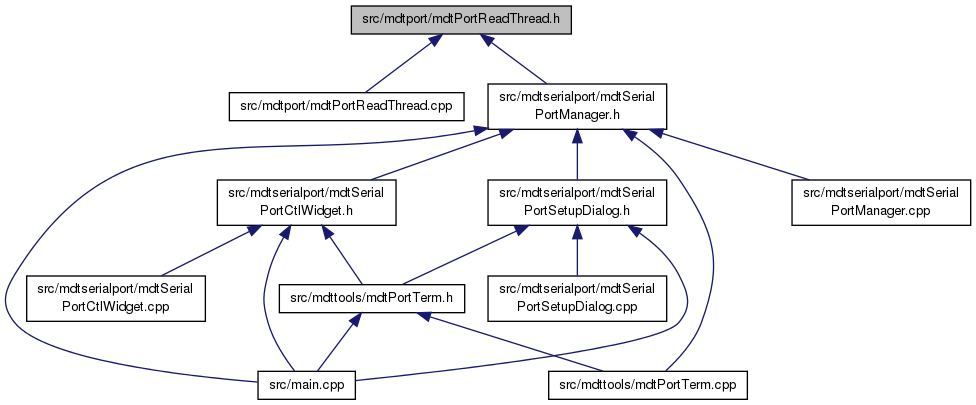 src/mdtport/mdtPortReadThread.h
src/mdtport/mdtPortReadThread.cpp
src/mdtserialport/mdtSerial
PortManager.h
src/mdtserialport/mdtSerial
PortCtlWidget.h
src/mdtserialport/mdtSerial
PortSetupDialog.h
src/mdtserialport/mdtSerial
PortManager.cpp
src/mdtserialport/mdtSerial
PortCtlWidget.cpp
src/mdttools/mdtPortTerm.h
src/mdtserialport/mdtSerial
PortSetupDialog.cpp
src/main.cpp
src/mdttools/mdtPortTerm.cpp